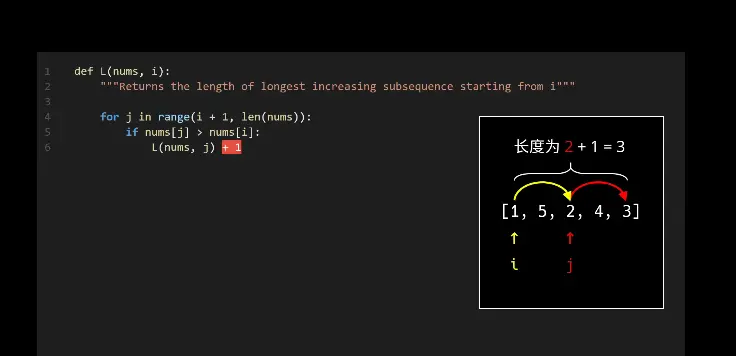 1 def L(nums, i):
2 """Returns the length of longest increasing subsequence starting from i"""
3
4 for j in range(i + 1, len(nums)):
5 if nums[j] > nums[i]:
6 L(nums, j) + 1
长度为 2 + 1 = 3
[1, 5, 2, 4, 3]
↑ ↑
i j